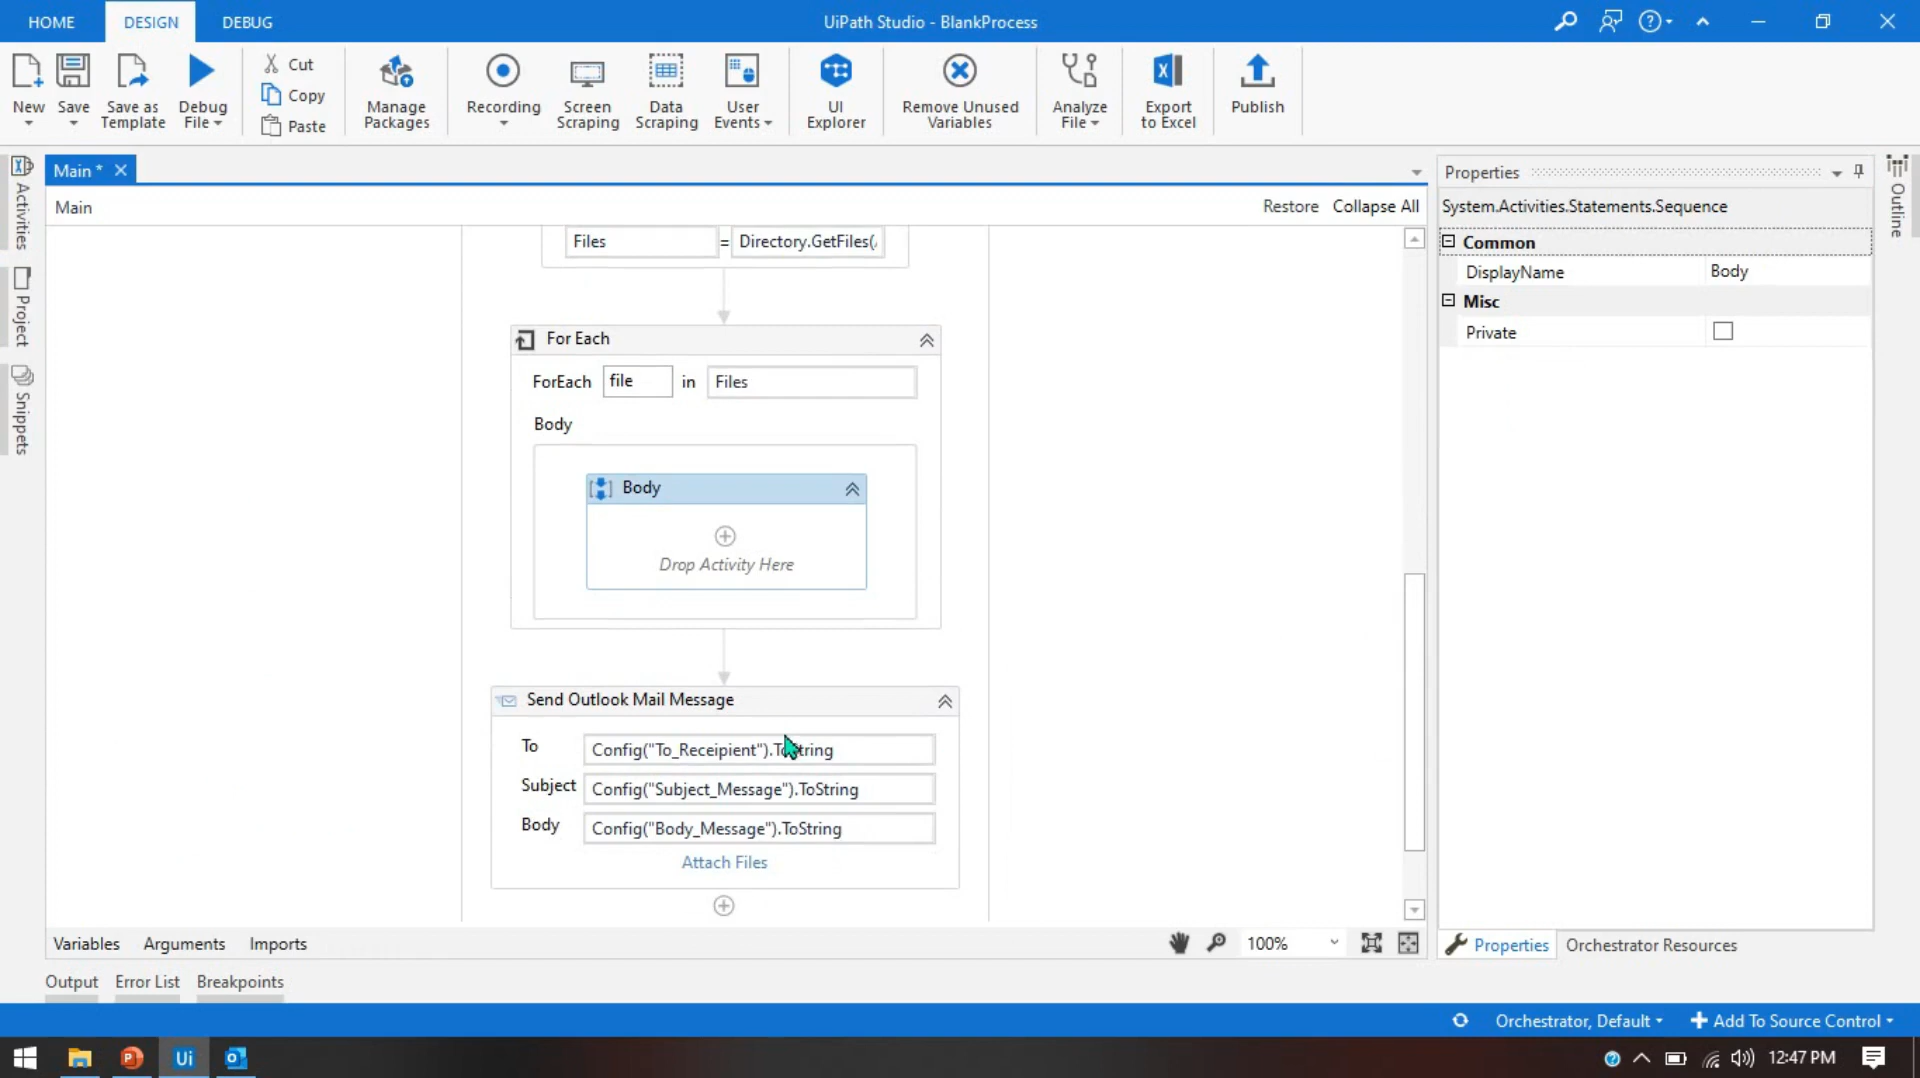 HOME
DESIGN
DEBUG
UiPath Studio - BlankProcess
New
Save
Save as Template
Debug File
Cut
Copy
Paste
Manage Packages
Recording
Screen Scraping
Data Scraping
User Events
UI Explorer
Remove Unused Variables
Analyze File
Export to Excel
Publish
Activities
Project
Snippets
Main *
Main
Restore
Collapse All
Files
=
Directory.GetFiles(
For Each
ForEach
file
in
Files
Body
Body
Drop Activity Here
Send Outlook Mail Message
To
Config("To_Receipient").ToString
Subject
Config("Subject_Message").ToString
Body
Config("Body_Message").ToString
Attach Files
Variables
Arguments
Imports
100%
Output
Error List
Breakpoints
Properties
System.Activities.Statements.Sequence
Common
DisplayName
Body
Misc
Private
Properties
Orchestrator Resources
Outline
Orchestrator, Default
Add To Source Control
Ui
12:47 PM